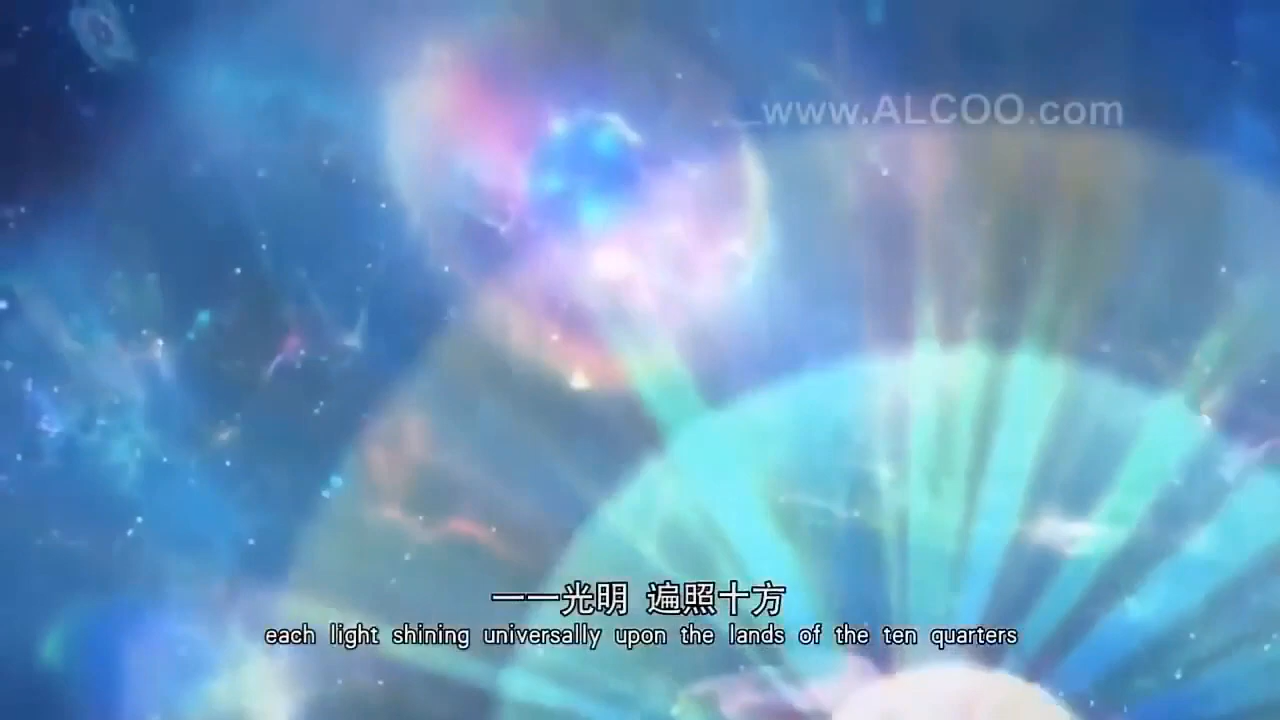 www.ALCOO.com
一一光明 遍照十方
each light shining universally upon the lands of the ten quarters